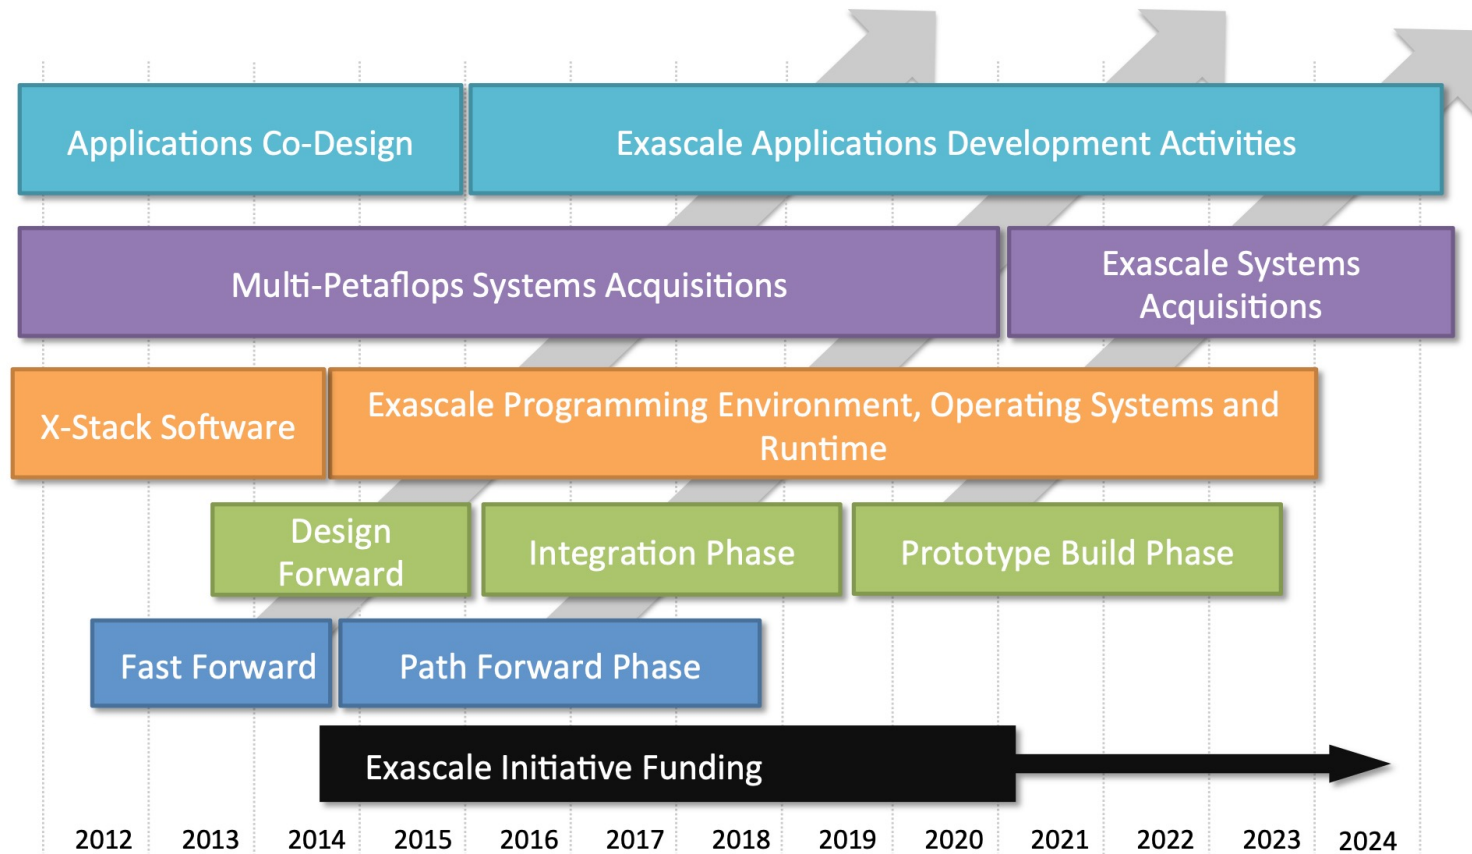 Applications Co-Design
Exascale Applications Development Activities
Multi-Petaflops Systems Acquisitions
Exascale Systems
Acquisitions
X-Stack Software
Exascale Programming Environment, Operating Systems and
Runtime
Design
Forward
Integration Phase
Prototype Build Phase
Fast Forward
Path Forward Phase
Exascale Initiative Funding
2012 2013 2014 2015 2016 2017 2018 2019 2020 2021 2022 2023 2024